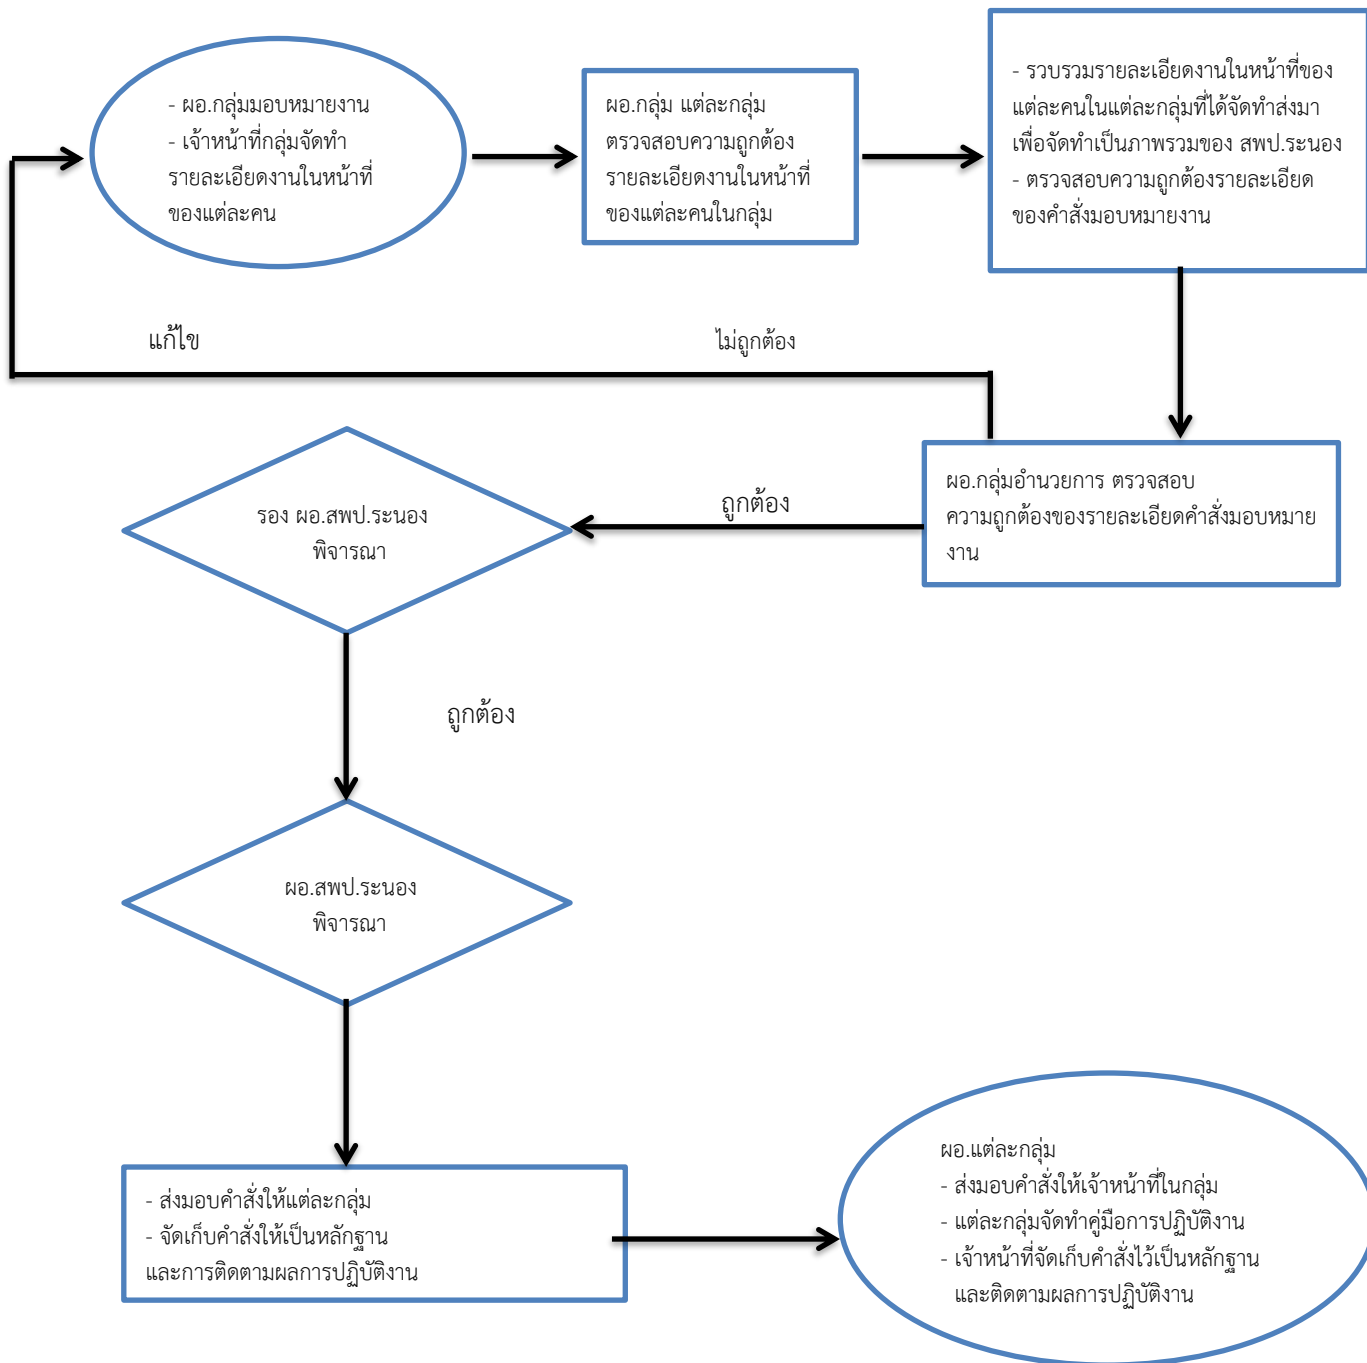 - ผอ.กลุ่มมอบหมายงาน
- เจ้าหน้าที่กลุ่มจัดทำ
รายละเอียดงานในหน้าที่
ของแต่ละคน
ผอ.กลุ่ม แต่ละกลุ่ม
ตรวจสอบความถูกต้อง
รายละเอียดงานในหน้าที่
ของแต่ละคนในกลุ่ม
- รวบรวมรายละเอียดงานในหน้าที่ของ
แต่ละคนในแต่ละกลุ่มที่ได้จัดทำส่งมา
เพื่อจัดทำเป็นภาพรวมของ สพป.ระนอง
- ตรวจสอบความถูกต้องรายละเอียด
ของคำสั่งมอบหมายงาน
แก้ไข
ไม่ถูกต้อง
ผอ.กลุ่มอำนวยการ ตรวจสอบ
ความถูกต้องของรายละเอียดคำสั่งมอบหมาย
งาน
ถูกต้อง
รอง ผอ.สพป.ระนอง
พิจารณา
ถูกต้อง
ผอ.สพป.ระนอง
พิจารณา
- ส่งมอบคำสั่งให้แต่ละกลุ่ม
- จัดเก็บคำสั่งให้เป็นหลักฐาน
และการติดตามผลการปฏิบัติงาน
ผอ.แต่ละกลุ่ม
- ส่งมอบคำสั่งให้เจ้าหน้าที่ในกลุ่ม
- แต่ละกลุ่มจัดทำคู่มือการปฏิบัติงาน
- เจ้าหน้าที่จัดเก็บคำสั่งไว้เป็นหลักฐาน
และติดตามผลการปฏิบัติงาน